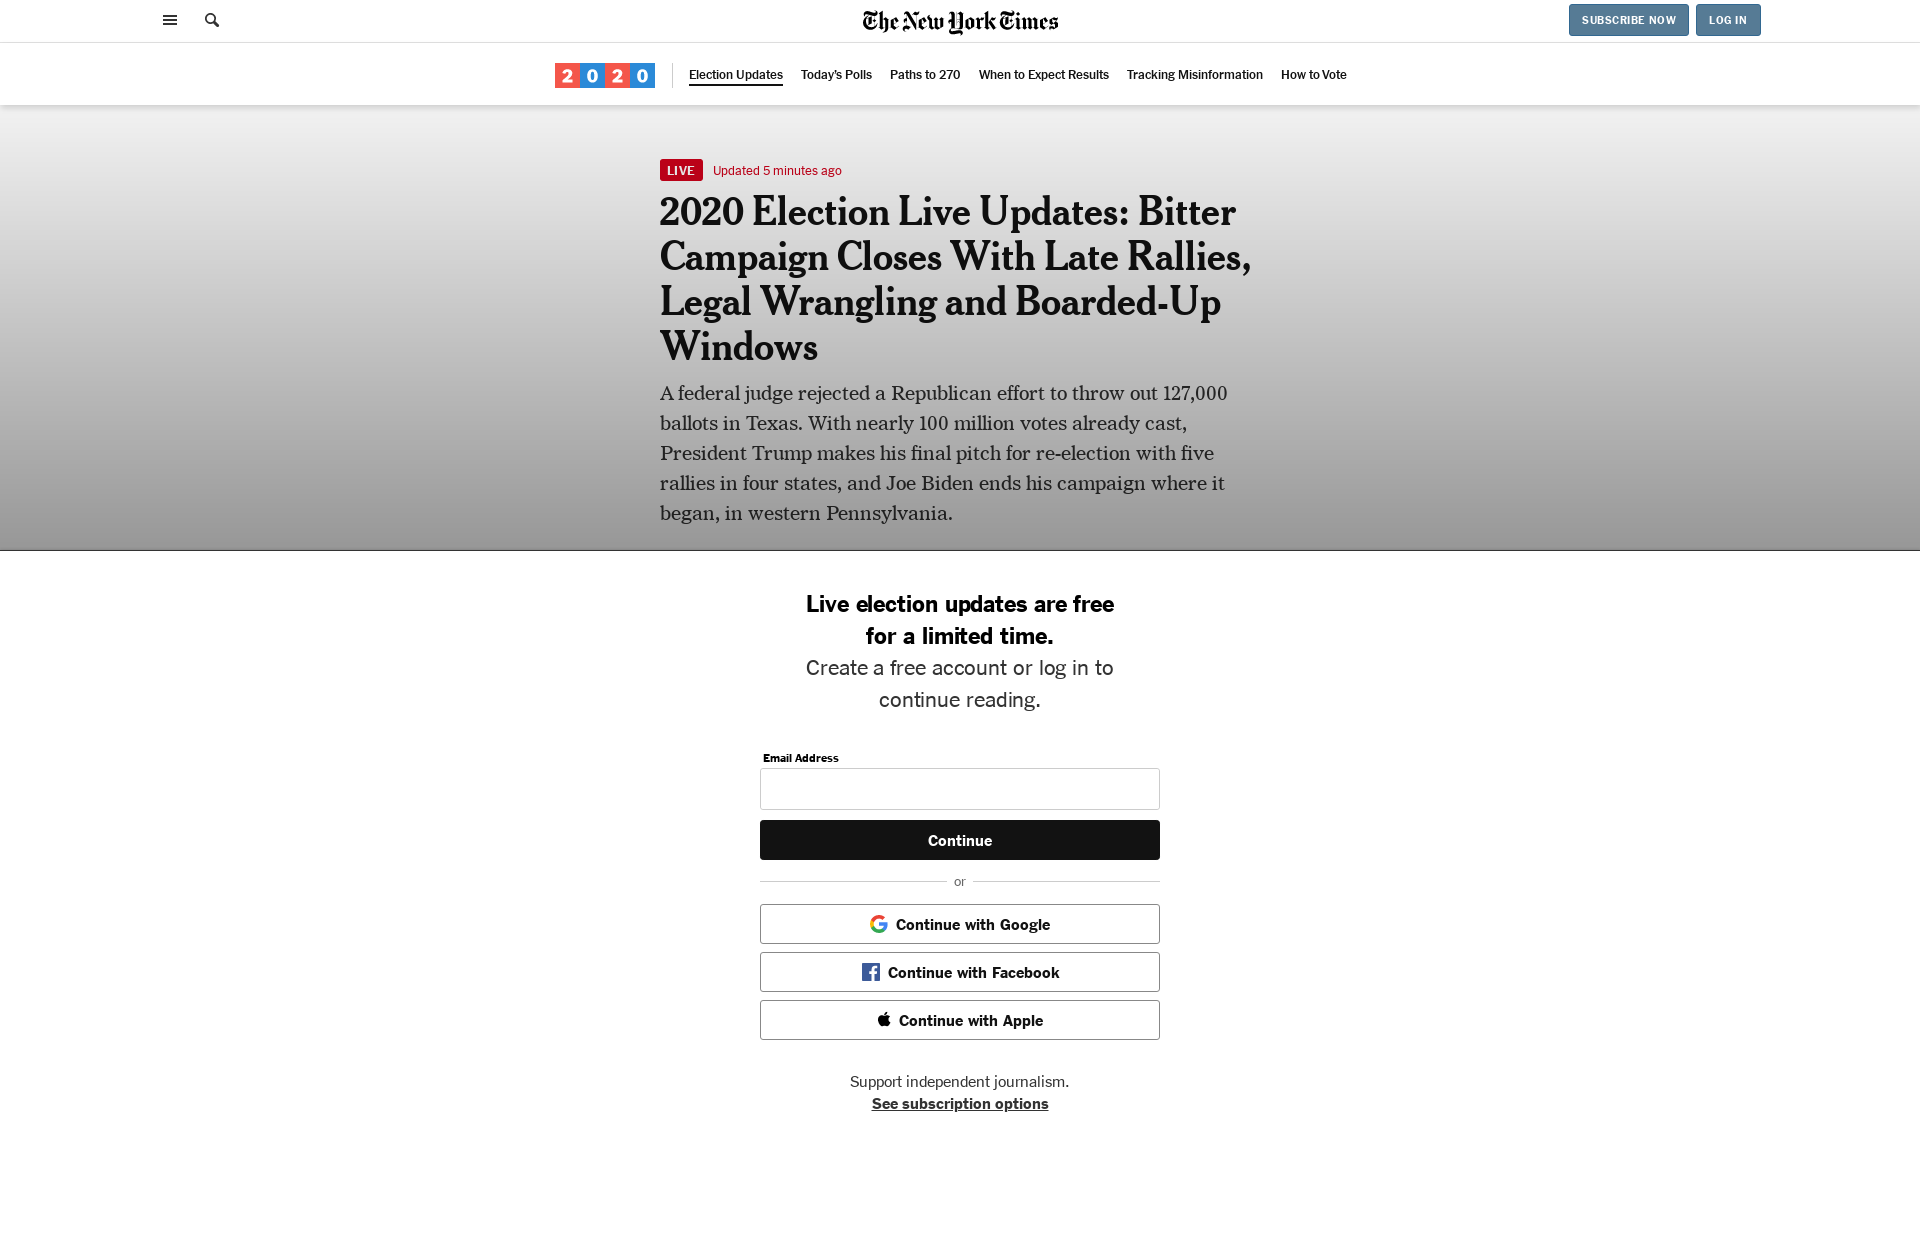 The New York Times
SUBSCRIBE NOW
LOG IN
2020
Election Updates
Today's Polls
Paths to 270
When to Expect Results
Tracking Misinformation
How to Vote
LIVE
Updated 5 minutes ago
2020 Election Live Updates: Bitter
Campaign Closes With Late Rallies,
Legal Wrangling and Boarded-Up
Windows
A federal judge rejected a Republican effort to throw out 127,000
ballots in Texas. With nearly 100 million votes already cast,
President Trump makes his final pitch for re-election with five
rallies in four states, and Joe Biden ends his campaign where it
began, in western Pennsylvania.
Live election updates are free
for a limited time.
Create a free account or log in to
continue reading.
Email Address
Continue
or
Continue with Google
Continue with Facebook
Continue with Apple
Support independent journalism.
See subscription options